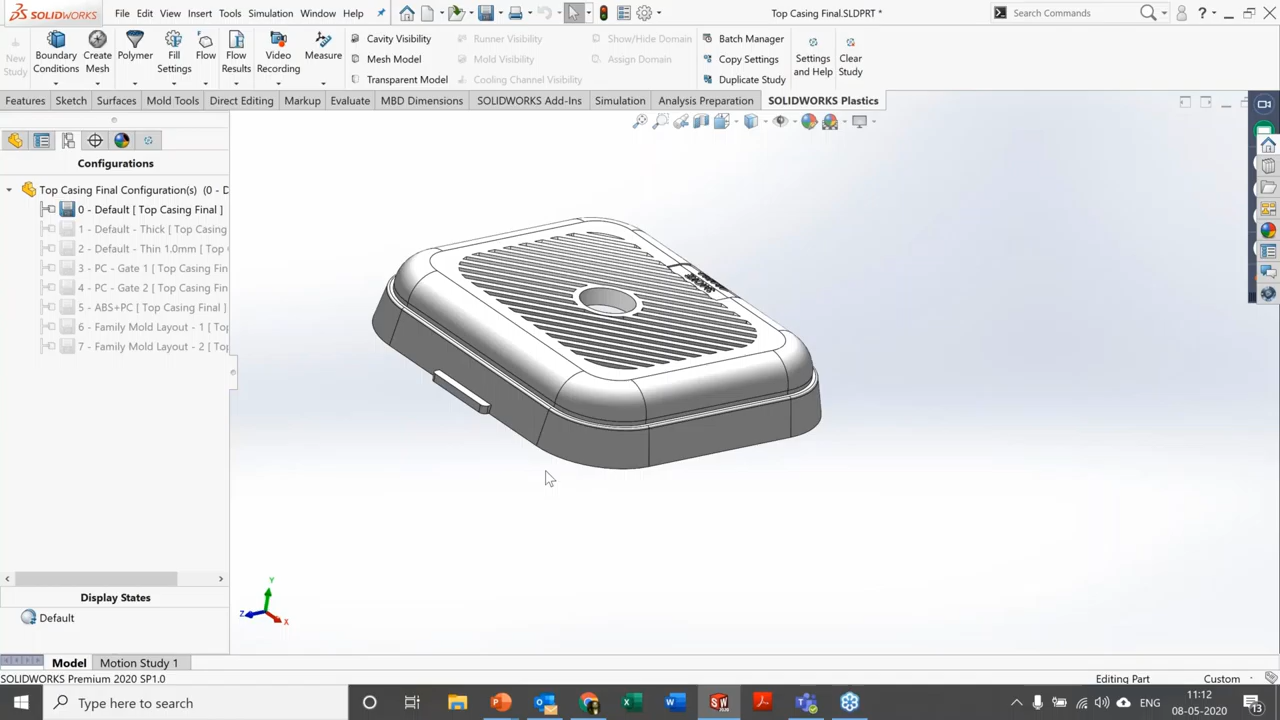 SOLIDWORKS File Edit View Insert Tools Simulation Window Help Top Casing Final.SLDPRT * Search Commands
New Study
Boundary Conditions
Create Mesh
Polymer
Fill Settings
Flow
Flow Results
Video Recording
Measure
Cavity Visibility
Mesh Model
Transparent Model
Runner Visibility
Mold Visibility
Cooling Channel Visibility
Show/Hide Domain
Assign Domain
Batch Manager
Copy Settings
Duplicate Study
Settings and Help
Clear Study
Features Sketch Surfaces Mold Tools Direct Editing Markup Evaluate MBD Dimensions SOLIDWORKS Add-Ins Simulation Analysis Preparation SOLIDWORKS Plastics
Configurations
Top Casing Final Configuration(s) (0 - D
0 - Default [ Top Casing Final ]
1 - Default - Thick [ Top Casing
2 - Default - Thin 1.0mm [ Top
3 - PC - Gate 1 [ Top Casing Fin
4 - PC - Gate 2 [ Top Casing Fin
5 - ABS+PC [ Top Casing Final ]
6 - Family Mold Layout - 1 [ Top
7 - Family Mold Layout - 2 [ Top
Y
Z
X
Display States
Default
Model Motion Study 1
SOLIDWORKS Premium 2020 SP1.0 Editing Part Custom
Type here to search
ENG
11:12
08-05-2020
13